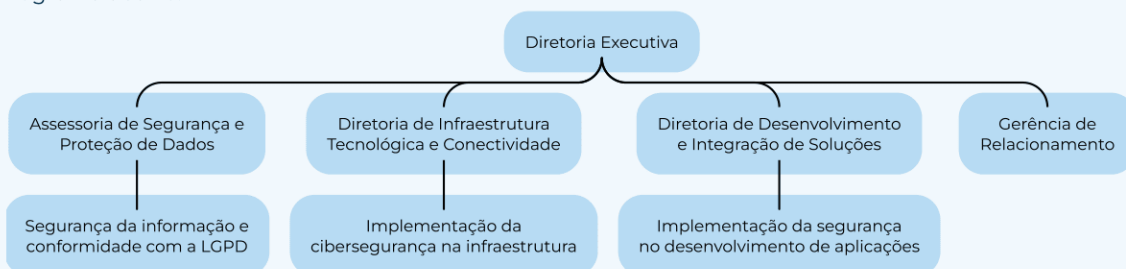 Diretoria Executiva
Assessoria de Segurança e
Proteção de Dados
Diretoria de Infraestrutura
Tecnológica e Conectividade
Diretoria de Desenvolvimento
e Integração de Soluções
Gerência de
Relacionamento
Segurança da informação e
conformidade com a LGPD
Implementação da
cibersegurança na infraestrutura
Implementação da segurança
no desenvolvimento de aplicações